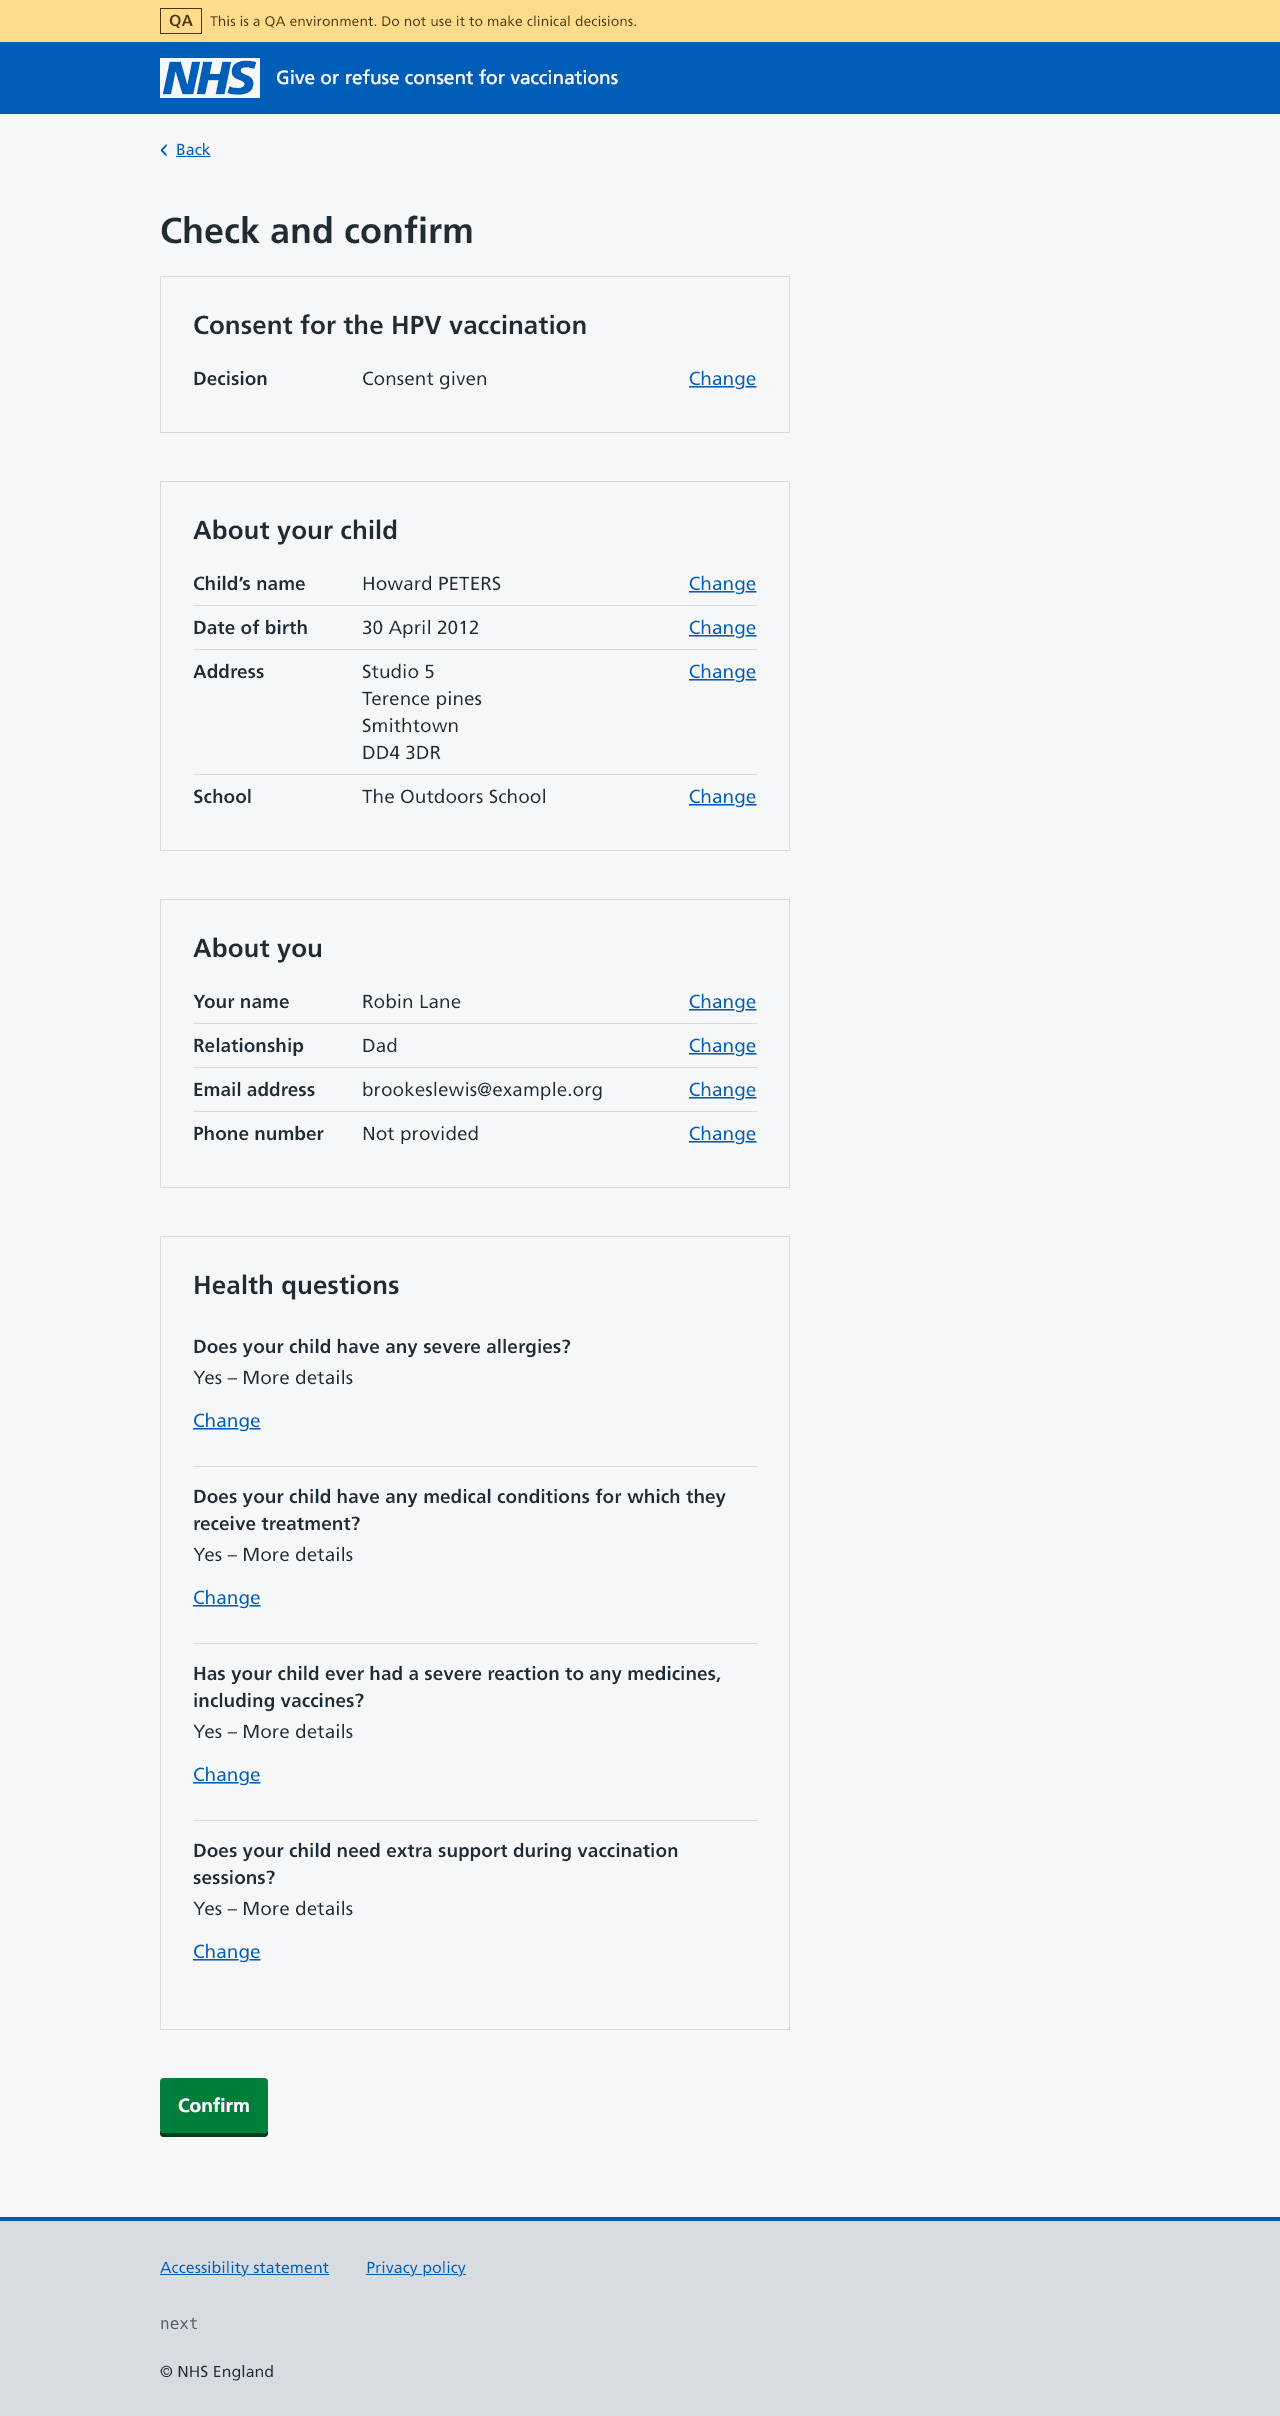 QA This is a QA environment. Do not use it to make clinical decisions.
NHS Give or refuse consent for vaccinations
Back
Check and confirm
Consent for the HPV vaccination
Decision Consent given Change
About your child
Child’s name Howard PETERS Change
Date of birth 30 April 2012 Change
Address Studio 5 Change
Terence pines
Smithtown
DD4 3DR
School The Outdoors School Change
About you
Your name Robin Lane Change
Relationship Dad Change
Email address brookeslewis@example.org Change
Phone number Not provided Change
Health questions
Does your child have any severe allergies?
Yes – More details
Change
Does your child have any medical conditions for which they
receive treatment?
Yes – More details
Change
Has your child ever had a severe reaction to any medicines,
including vaccines?
Yes – More details
Change
Does your child need extra support during vaccination
sessions?
Yes – More details
Change
Confirm
Accessibility statement Privacy policy
next
© NHS England